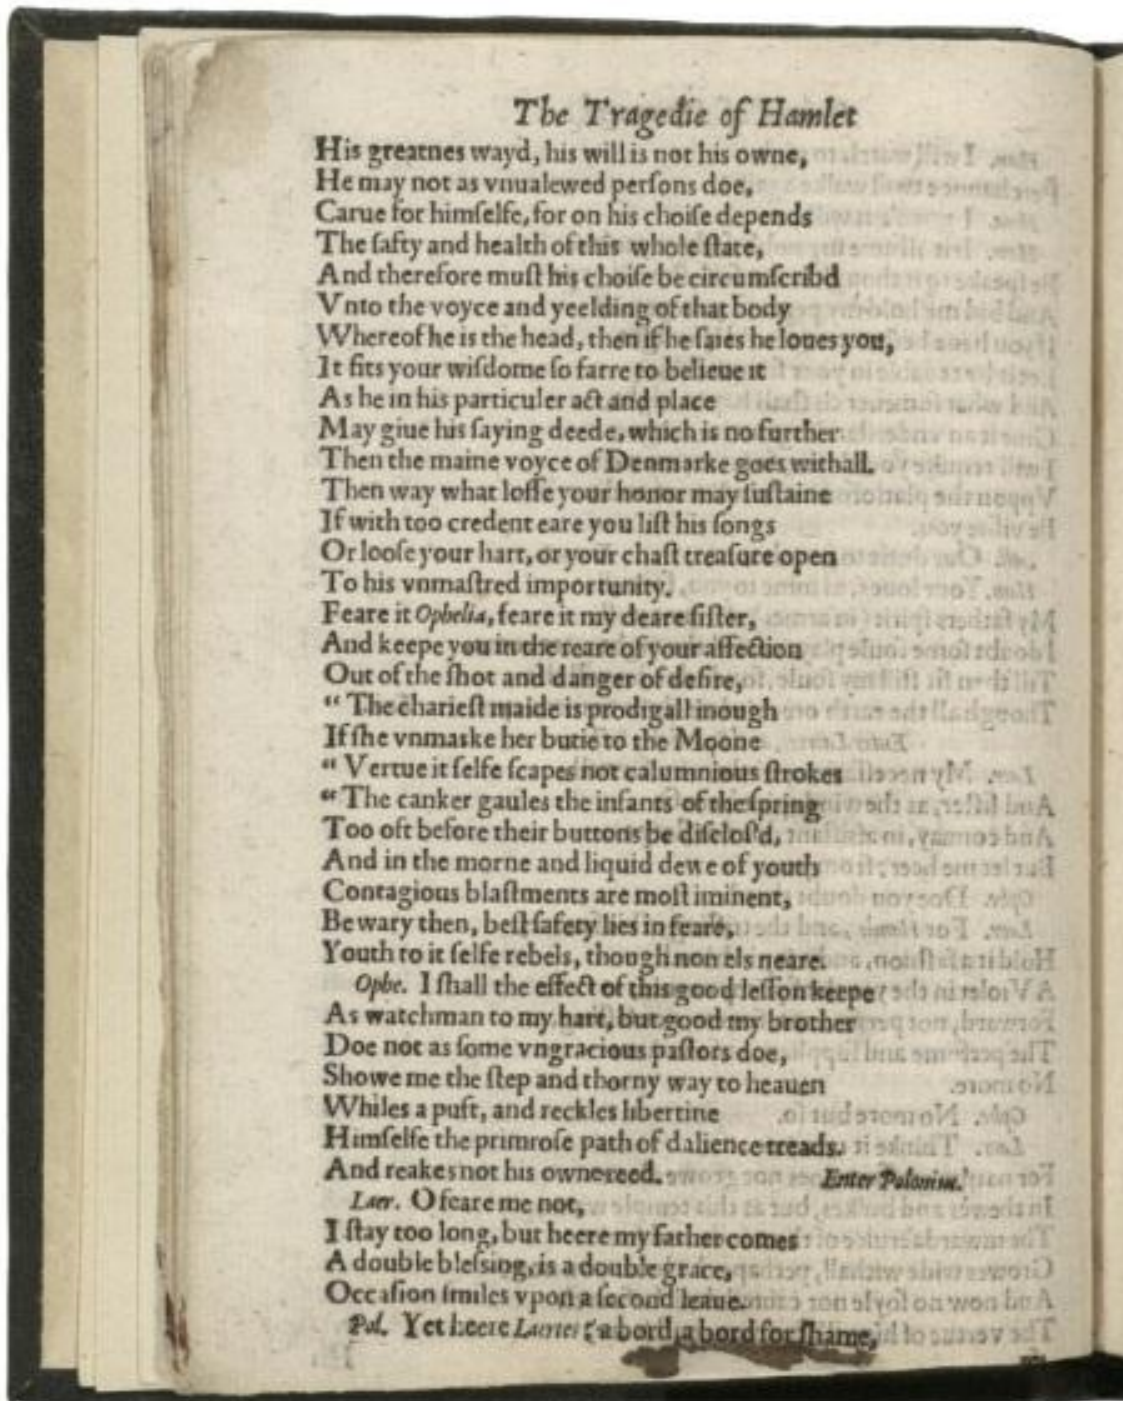 The Tragedie of Hamlet
His greatnes wayd, his will is not his owne,
He may not as vnualewed perſons doe,
Carue for himſelfe, for on his choiſe depends
The ſafty and health of this whole ſtate,
And therefore muſt his choiſe be circumſcribd
Vnto the voyce and yeelding of that body
Whereof he is the head, then if he ſaies he loues you,
It fits your wiſdome ſo farre to belieue it
As he in his particuler act and place
May giue his ſaying deede, which is no further
Then the maine voyce of Denmarke goes withall.
Then way what loſſe your honor may ſuſtaine
If with too credent eare you liſt his ſongs
Or looſe your hart, or your chaſt treaſure open
To his vnmaſtred importunity.
Feare it Ophelia, feare it my deare ſiſter,
And keepe you in the reare of your affection
Out of the ſhot and danger of deſire,
“ The charieſt maide is prodigall inough
If ſhe vnmaske her butie to the Moone
“ Vertue it ſelfe ſcapes not calumnious ſtrokes
“ The canker gaules the infants of the ſpring
Too oft before their buttons be diſclos'd,
And in the morne and liquid dewe of youth
Contagious blaſtments are moſt iminent,
Be wary then, beſt ſafety lies in feare,
Youth to it ſelfe rebels, though non els neare.
Ophe. I ſhall the effect of this good leſſon keepe
As watchman to my hart, but good my brother
Doe not as ſome vngracious paſtors doe,
Showe me the ſtep and thorny way to heauen
Whiles a puft, and reckles libertine
Himſelfe the primroſe path of dalience treads.
And reakes not his owne reed. Enter Polonius.
Laer. O feare me not,
I ſtay too long, but heere my father comes
A double bleſsing, is a double grace,
Occaſion ſmiles vpon a ſecond leaue.
Pol. Yet heere Laertes? a bord, a bord for ſhame,